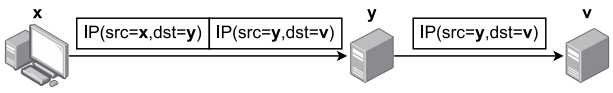 x
y
v
IP(src=x,dst=y) IP(src=y,dst=v)
IP(src=y,dst=v)